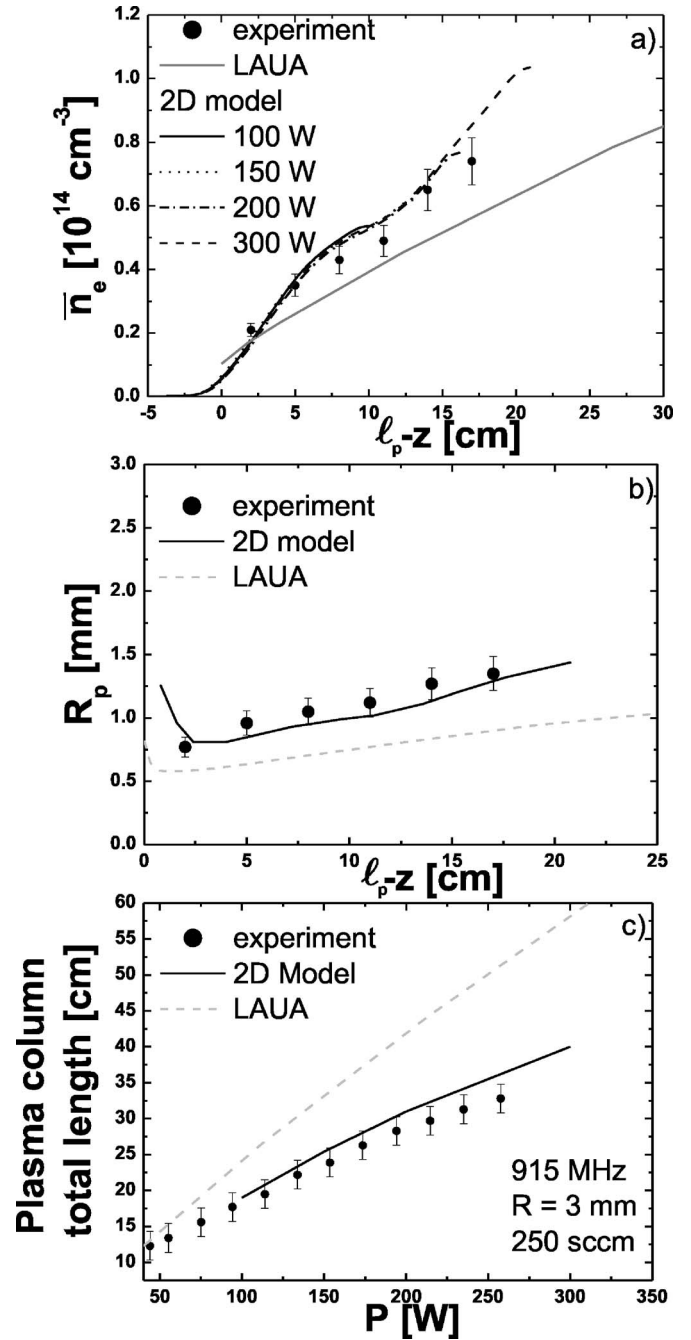 experiment
a)
LAUA
2D model
100 W
150 W
200 W
300 W
n̅e [10^14 cm^-3]
1.2
1.0
0.8
0.6
0.4
0.2
0.0
-5 0 5 10 15 20 25 30
ℓp-z [cm]
b)
experiment
2D model
LAUA
Rp [mm]
3.0
2.5
2.0
1.5
1.0
0.5
0.0
0 5 10 15 20 25
ℓp-z [cm]
c)
experiment
2D Model
LAUA
Plasma column
total length [cm]
60
55
50
45
40
35
30
25
20
15
10
915 MHz
R = 3 mm
250 sccm
50 100 150 200 250 300 350
P [W]